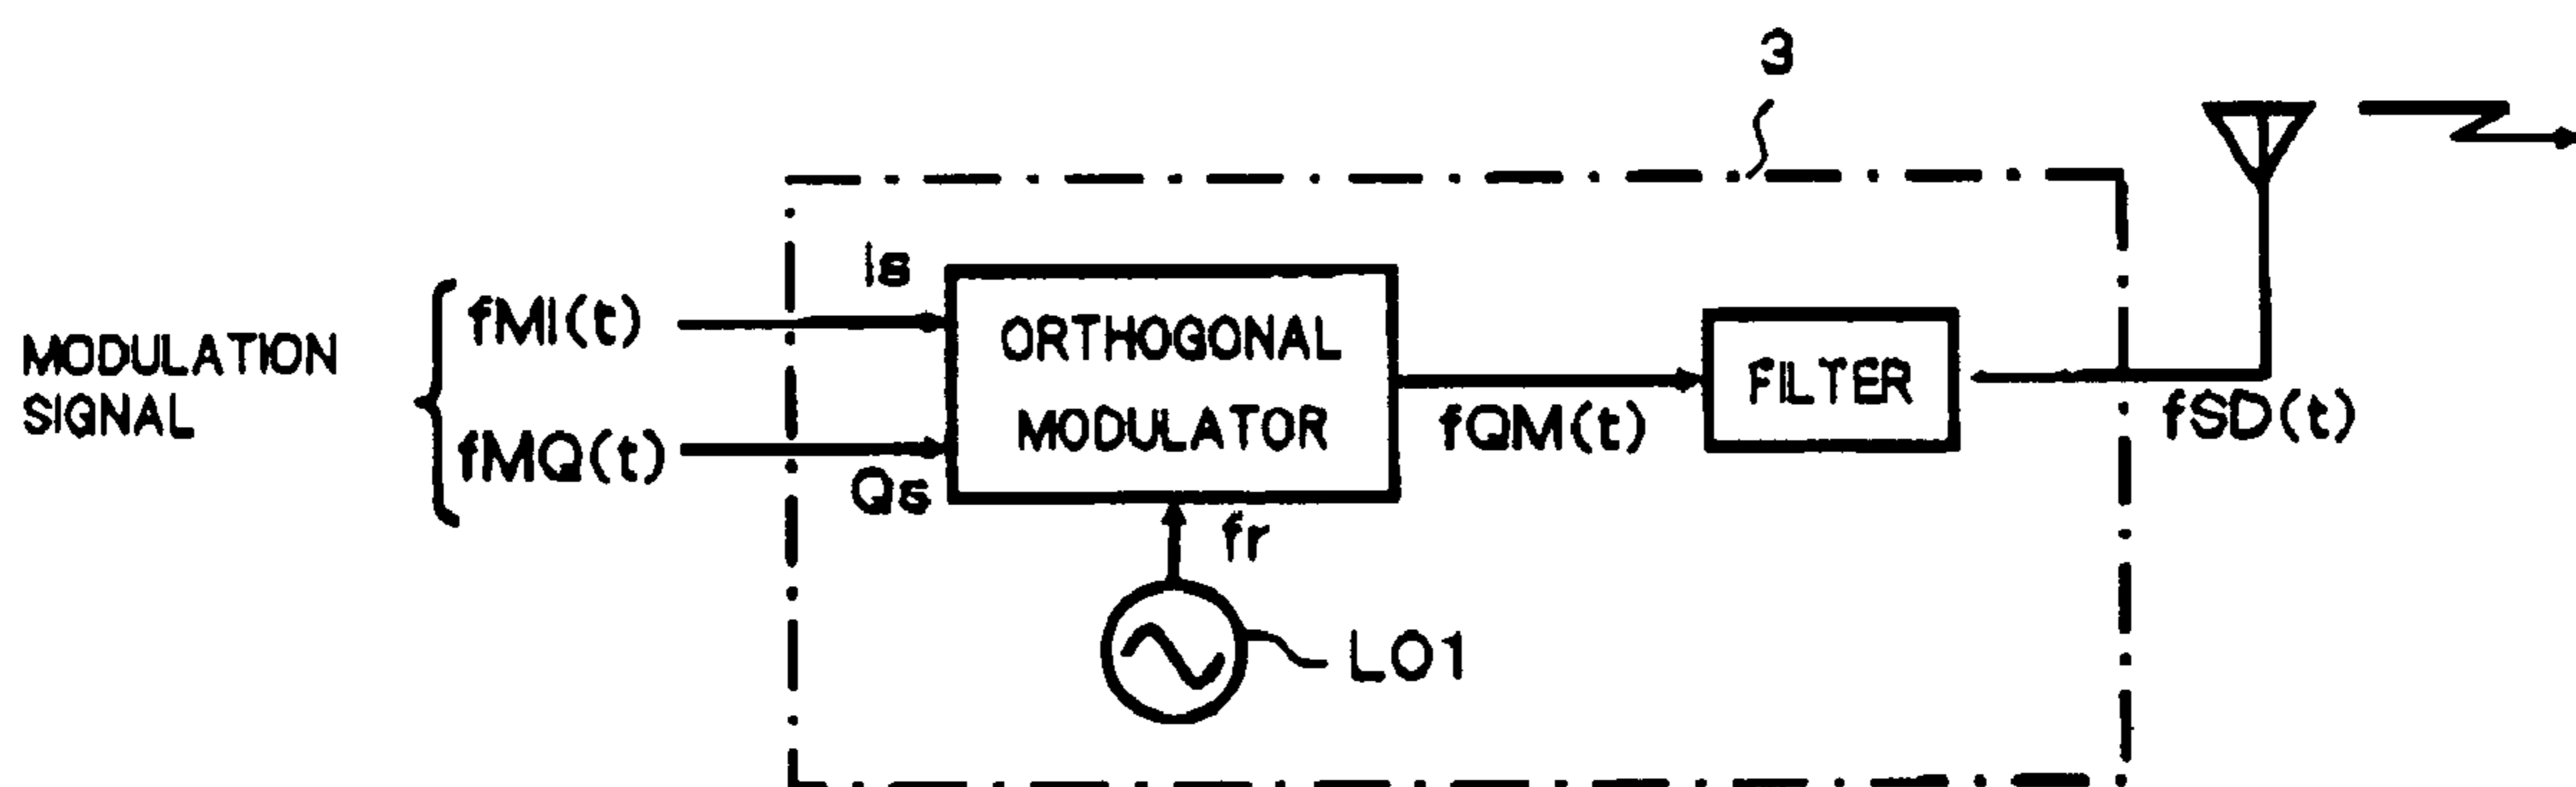 3
MODULATION
SIGNAL
fMI(t)
fMQ(t)
Is
Qs
ORTHOGONAL
MODULATOR
fr
LO1
fQM(t)
FILTER
fSD(t)